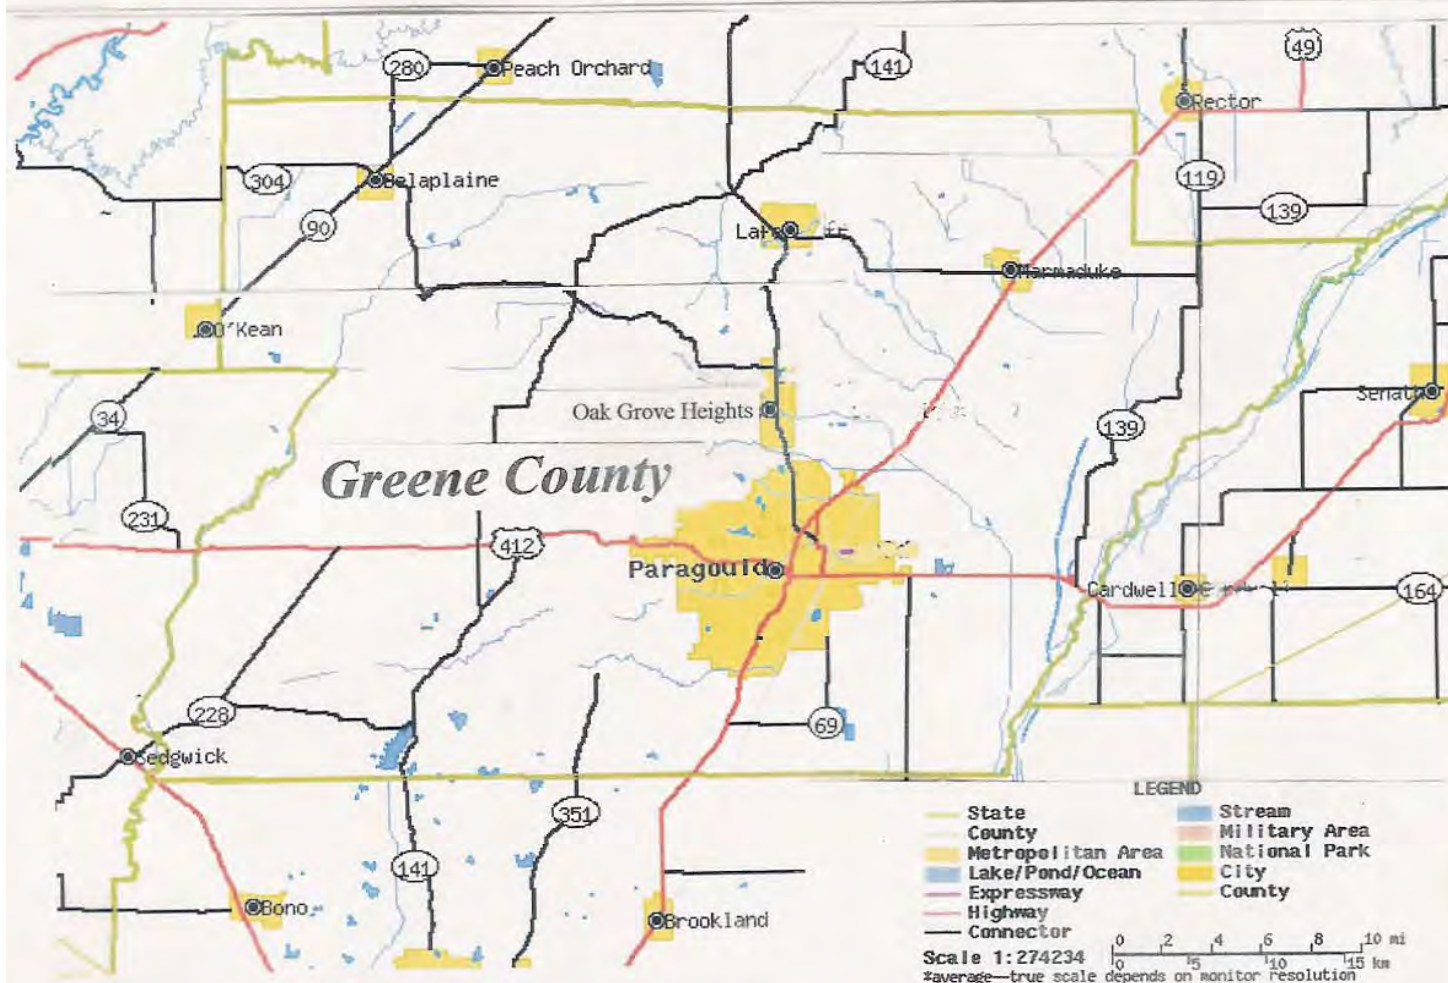 49
280
Peach Orchard
141
Rector
304
Delaplaine
119
139
90
Marmaduke
O'Kean
34
Oak Grove Heights
Senath
139
Greene County
231
412
Paragould
Cardwell
164
228
69
Sedgwick
351
141
Bono
Brookland
LEGEND
State
County
Metropolitan Area
Lake/Pond/Ocean
Expressway
Highway
Connector
Stream
Military Area
National Park
City
County
Scale 1:274234
0 2 4 6 8 10 mi
0 5 10 15 km
*average—true scale depends on monitor resolution